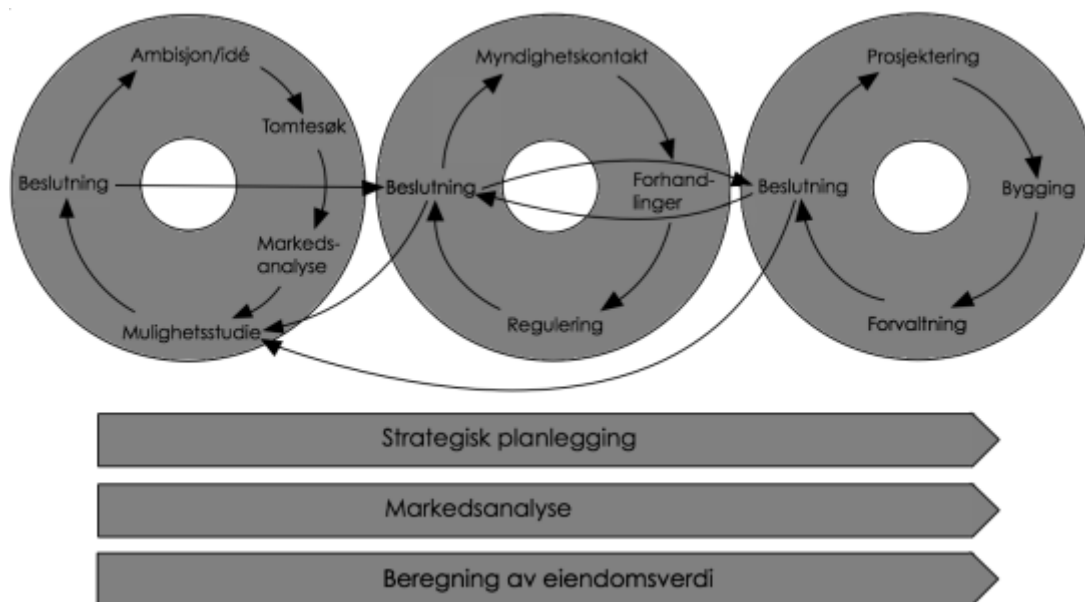 Ambisjon/idé
Tomtesøk
Markeds-
analyse
Mulighetsstudie
Beslutning
Myndighetskontakt
Forhand-
linger
Regulering
Beslutning
Prosjektering
Bygging
Forvaltning
Beslutning
Strategisk planlegging
Markedsanalyse
Beregning av eiendomsverdi